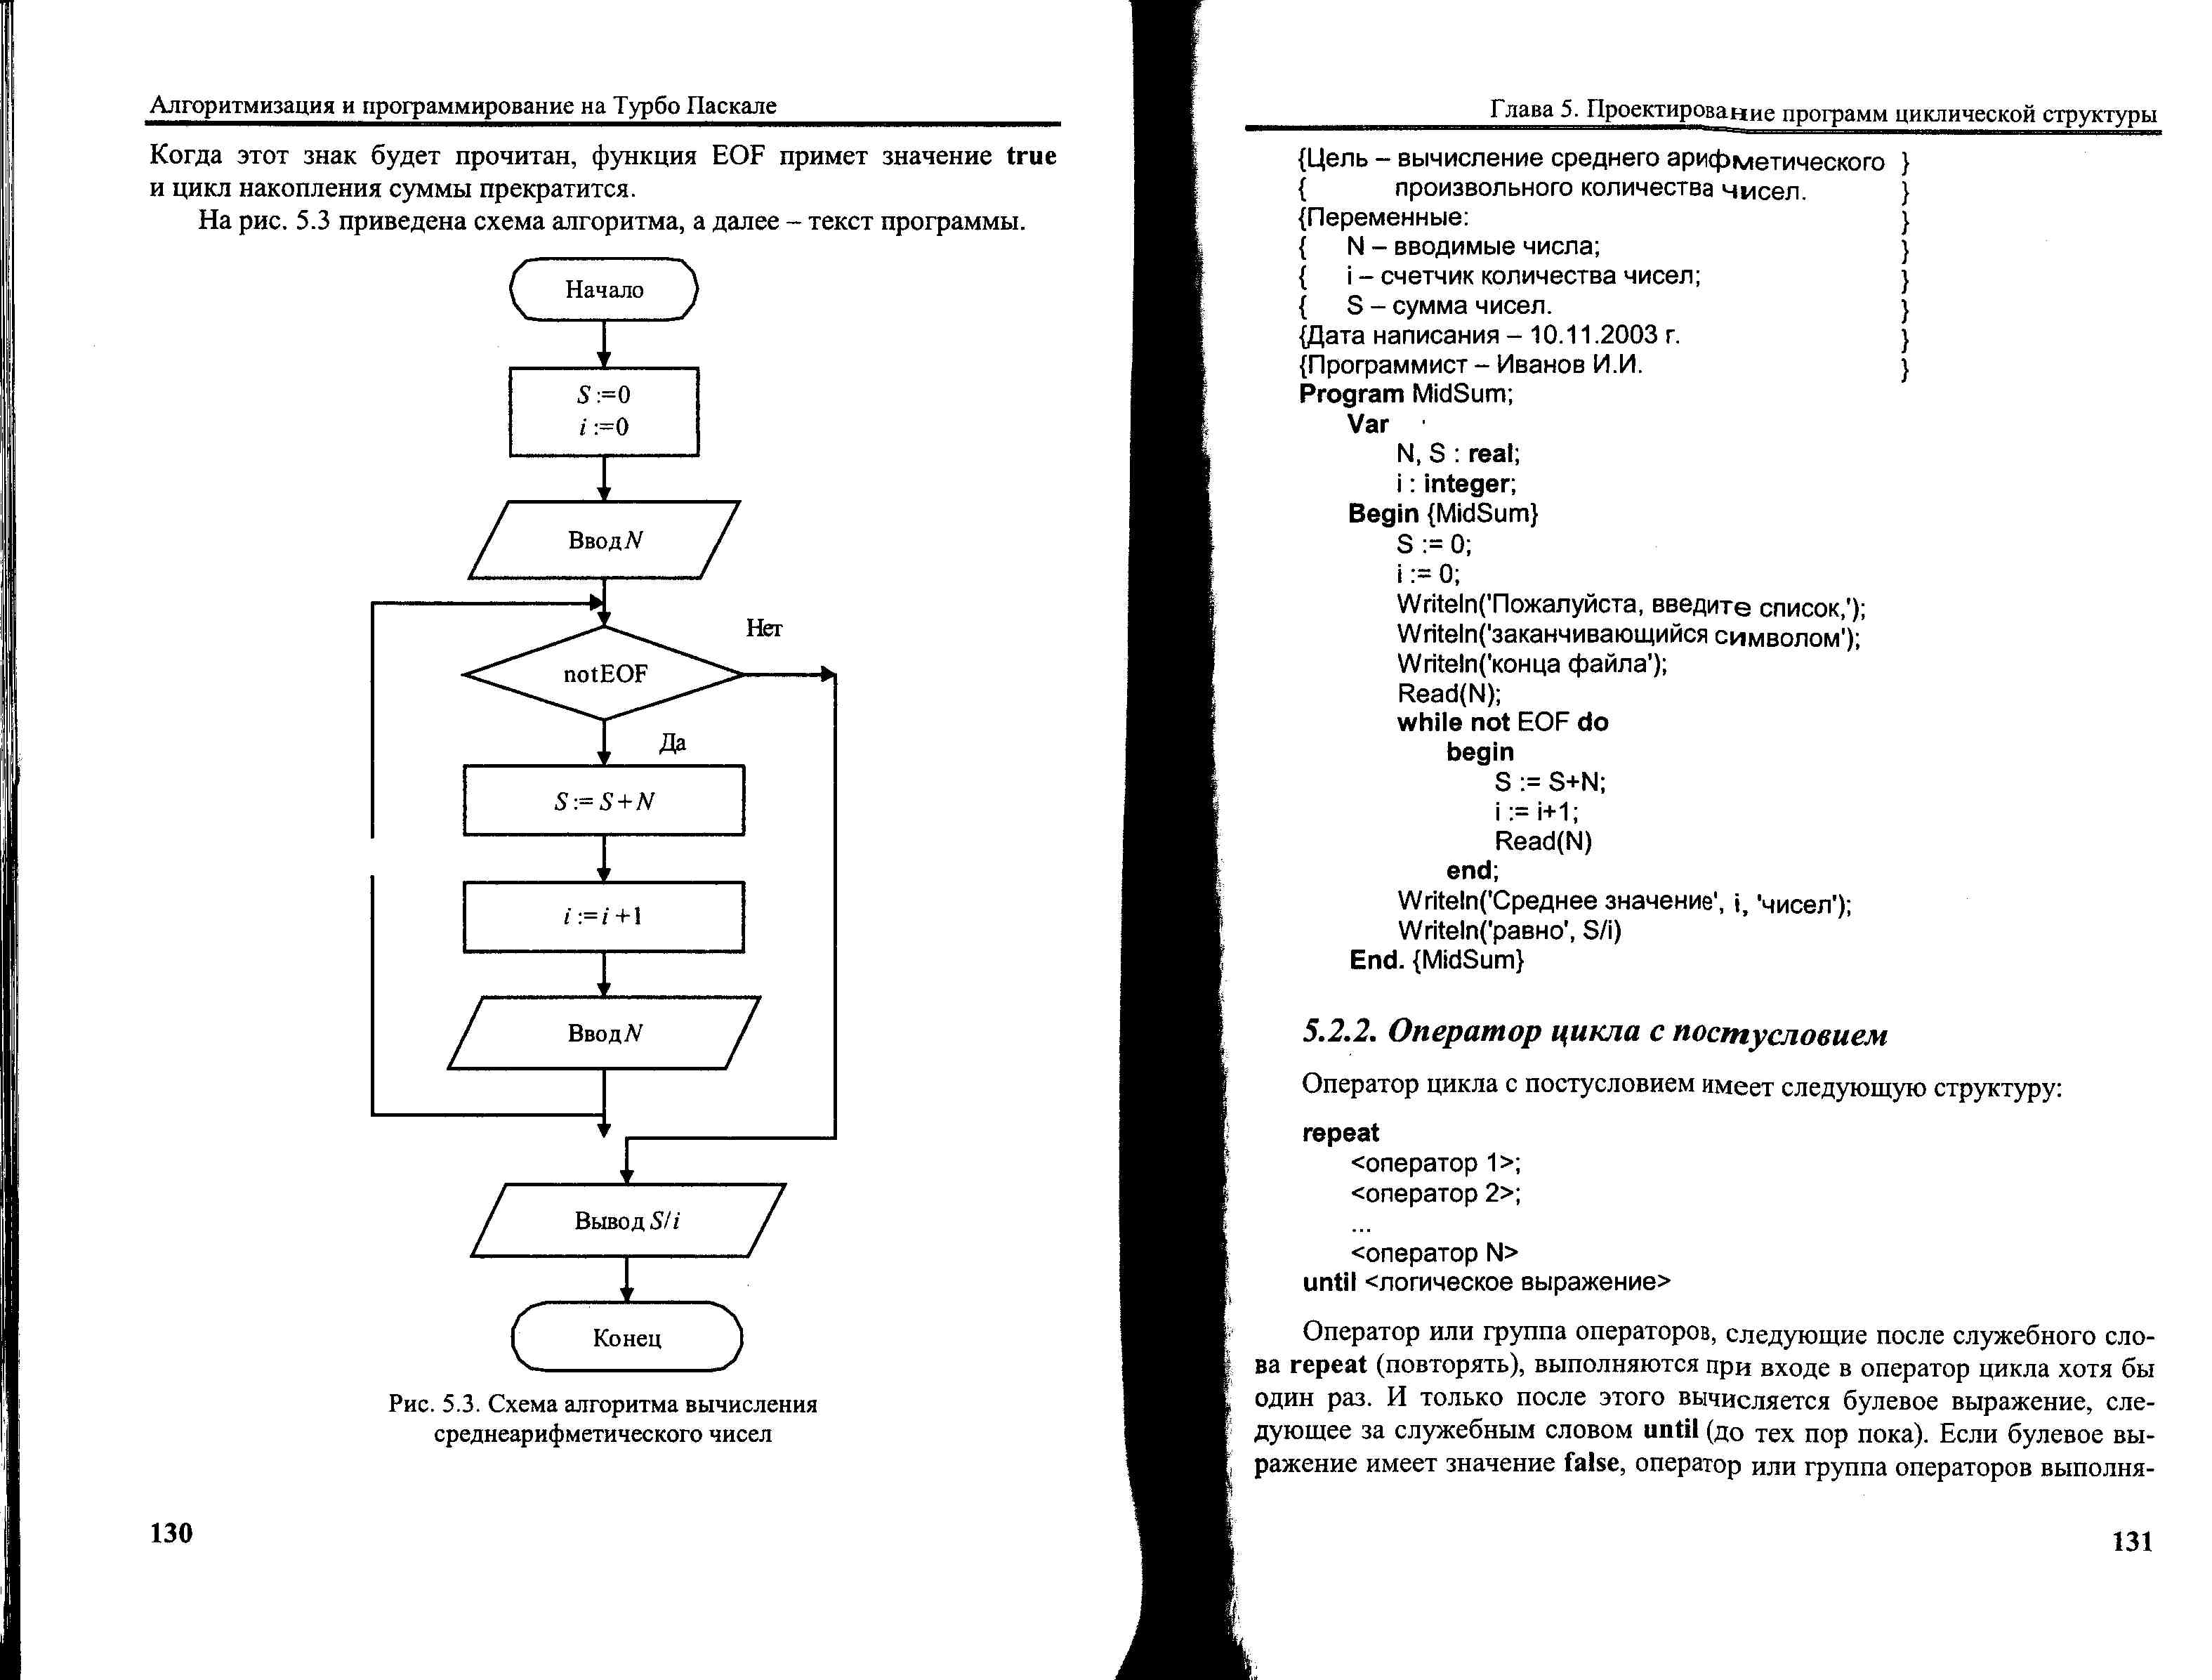 Алгоритмизация и программирование на Турбо Паскале
Когда этот знак будет прочитан, функция EOF примет значение true
и цикл накопления суммы прекратится.
На рис. 5.3 приведена схема алгоритма, а далее – текст программы.
Начало
S :=0
i :=0
Ввод N
Нет
notEOF
Да
S := S + N
i := i + 1
Ввод N
Вывод S/ i
Конец
Рис. 5.3. Схема алгоритма вычисления
среднеарифметического чисел
130
Глава 5. Проектирование программ циклической структуры
{Цель – вычисление среднего арифметического }
{ произвольного количества чисел. }
{Переменные: }
{ N – вводимые числа; }
{ i – счетчик количества чисел; }
{ S – сумма чисел. }
{Дата написания – 10.11.2003 г. }
{Программист – Иванов И.И. }
Program MidSum;
Var
N, S : real;
i : integer;
Begin {MidSum}
S := 0;
i := 0;
Writeln('Пожалуйста, введите список,');
Writeln('заканчивающийся символом');
Writeln('конца файла');
Read(N);
while not EOF do
begin
S := S+N;
i := i+1;
Read(N)
end;
Writeln('Среднее значение', i, 'чисел');
Writeln('равно', S/i)
End. {MidSum}
5.2.2. Оператор цикла с постусловием
Оператор цикла с постусловием имеет следующую структуру:
repeat
<оператор 1>;
<оператор 2>;
...
<оператор N>
until <логическое выражение>
Оператор или группа операторов, следующие после служебного сло-
ва repeat (повторять), выполняются при входе в оператор цикла хотя бы
один раз. И только после этого вычисляется булевое выражение, сле-
дующее за служебным словом until (до тех пор пока). Если булевое вы-
ражение имеет значение false, оператор или группа операторов выполня-
131